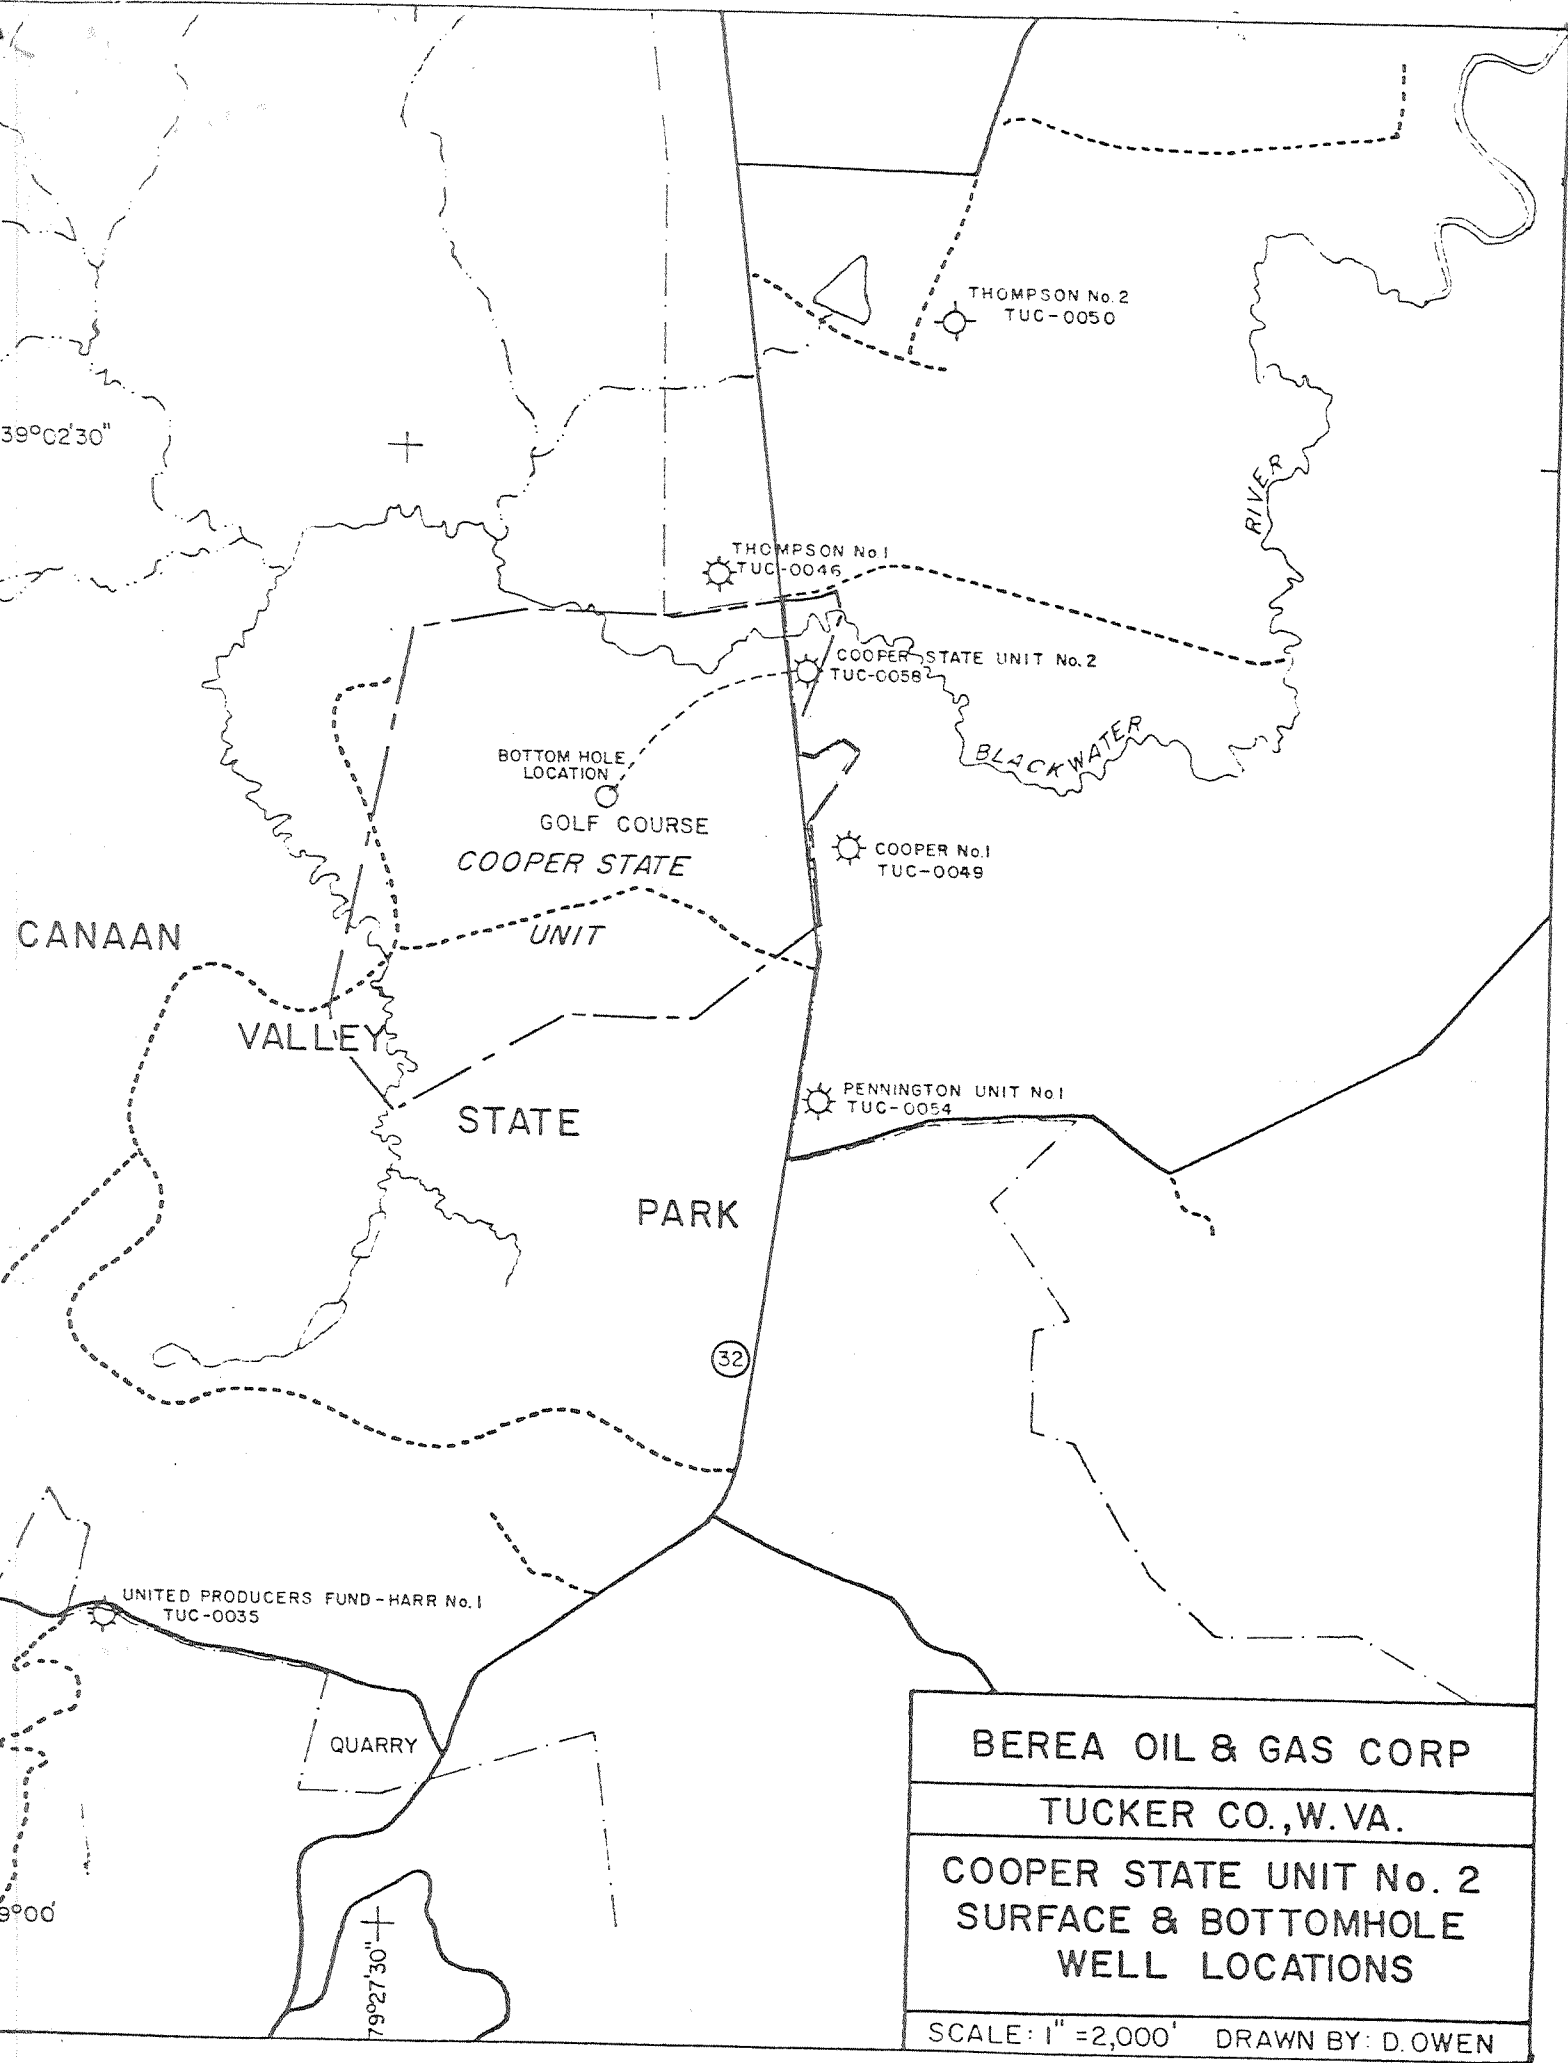 THOMPSON No. 2
TUC-0050
39°02'30"
RIVER
THOMPSON No 1
TUC-0046
COOPER STATE UNIT No. 2
TUC-0058
BLACKWATER
BOTTOM HOLE
LOCATION
GOLF COURSE
COOPER STATE
UNIT
COOPER No. 1
TUC-0049
CANAAN
VALLEY
STATE
PARK
PENNINGTON UNIT No 1
TUC-0054
32
UNITED PRODUCERS FUND-HARR No. 1
TUC-0035
QUARRY
9°00'
79°27'30"
BEREA OIL & GAS CORP
TUCKER CO., W. VA.
COOPER STATE UNIT No. 2
SURFACE & BOTTOMHOLE
WELL LOCATIONS
SCALE: 1" =2,000' DRAWN BY: D. OWEN